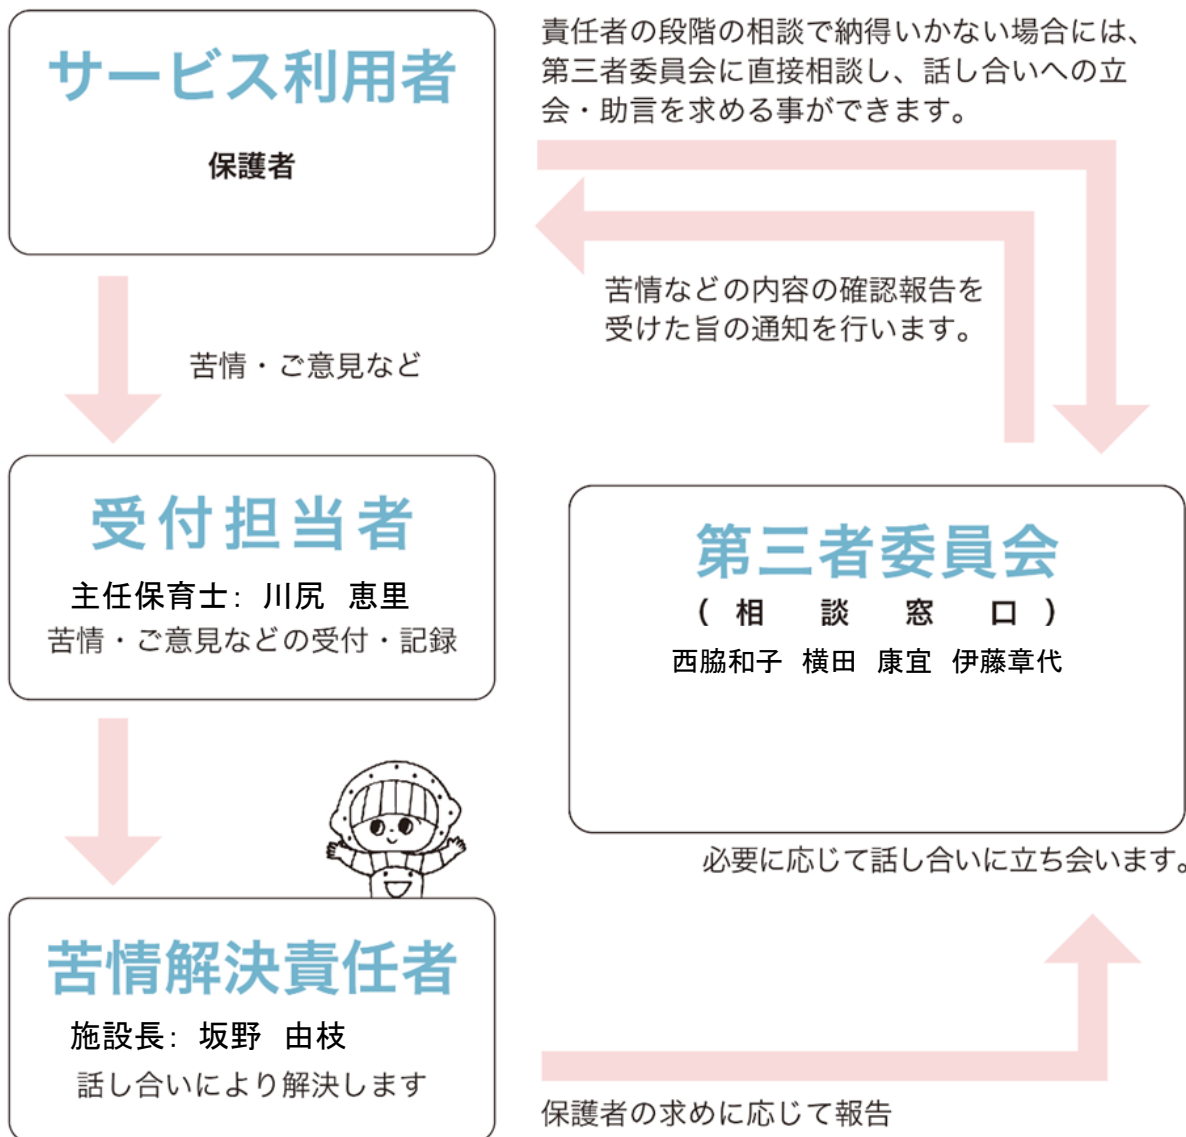 サービス利用者
保護者
責任者の段階の相談で納得いかない場合には、
第三者委員会に直接相談し、話し合いへの立
会・助言を求める事ができます。
苦情などの内容の確認報告を
受けた旨の通知を行います。
苦情・ご意見など
受付担当者
主任保育士: 川尻 恵里
苦情・ご意見などの受付・記録
第三者委員会
(相談窓口)
西脇和子 横田 康宜 伊藤章代
必要に応じて話し合いに立ち会います。
苦情解決責任者
施設長: 坂野 由枝
話し合いにより解決します
保護者の求めに応じて報告